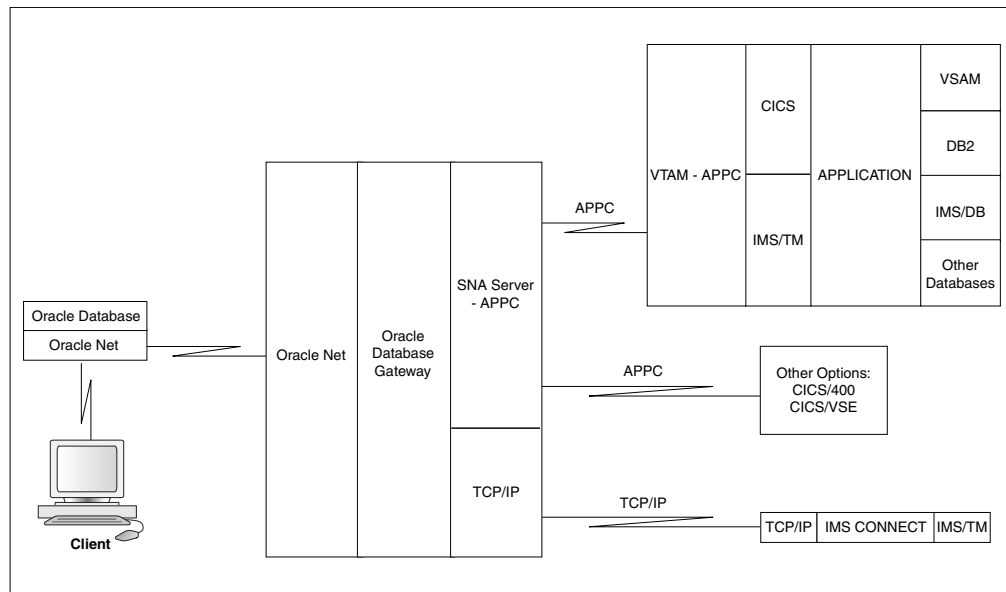 Oracle Database
Oracle Net
Client
Oracle Net
Oracle
Database
Gateway
SNA Server
- APPC
TCP/IP
APPC
VTAM - APPC
CICS
IMS/TM
APPLICATION
VSAM
DB2
IMS/DB
Other
Databases
APPC
Other Options:
CICS/400
CICS/VSE
TCP/IP
TCP/IP
IMS CONNECT
IMS/TM